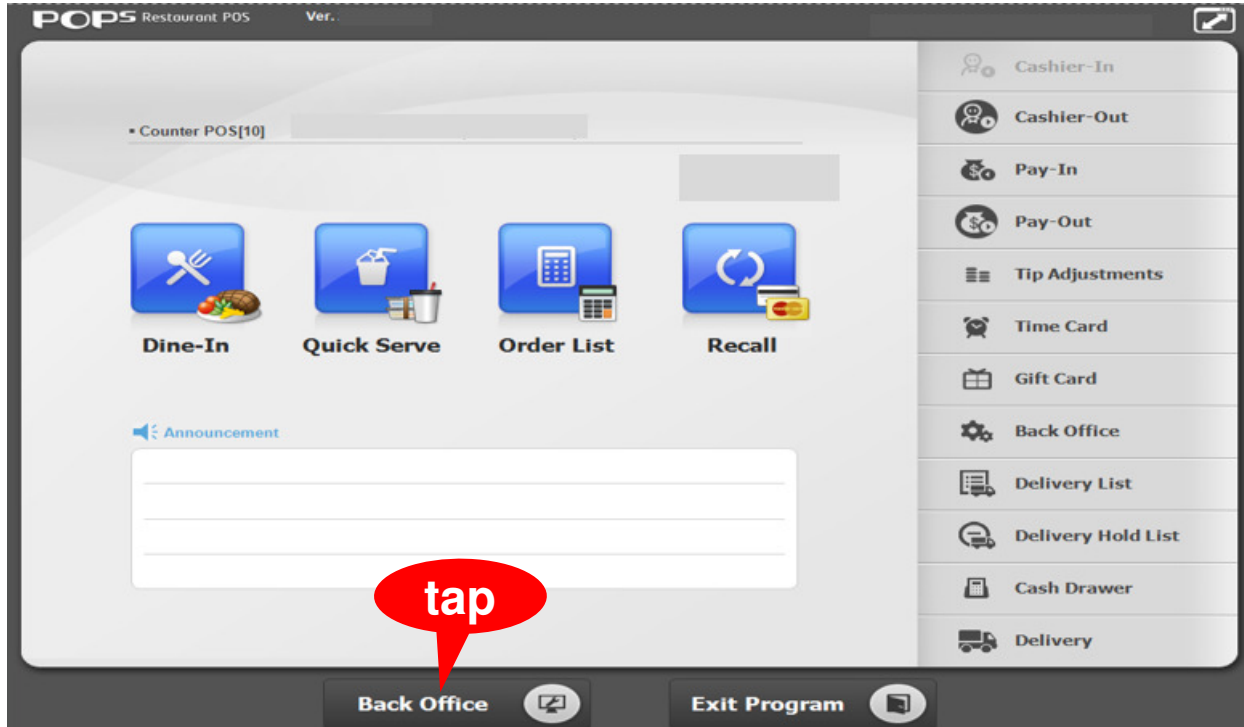 POPS Restaurant POS Ver.
Cashier-In
▪ Counter POS[10]
Cashier-Out
Pay-In
Pay-Out
Tip Adjustments
Dine-In Quick Serve Order List Recall
Time Card
Gift Card
Announcement
Back Office
Delivery List
Delivery Hold List
tap
Cash Drawer
Delivery
Back Office Exit Program